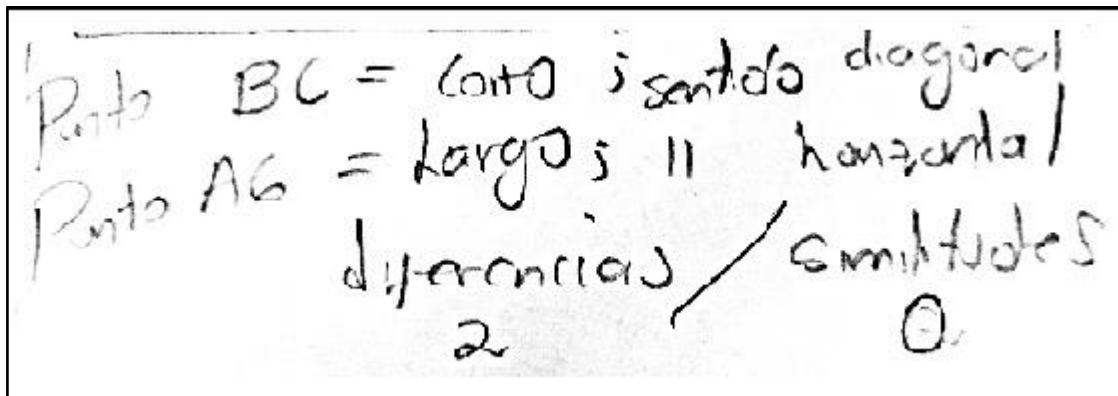 Punto BC = Corto ; sentido diagonal
Punto AG = Largo ; 11 horizontal
diferencias / similitudes
2 0